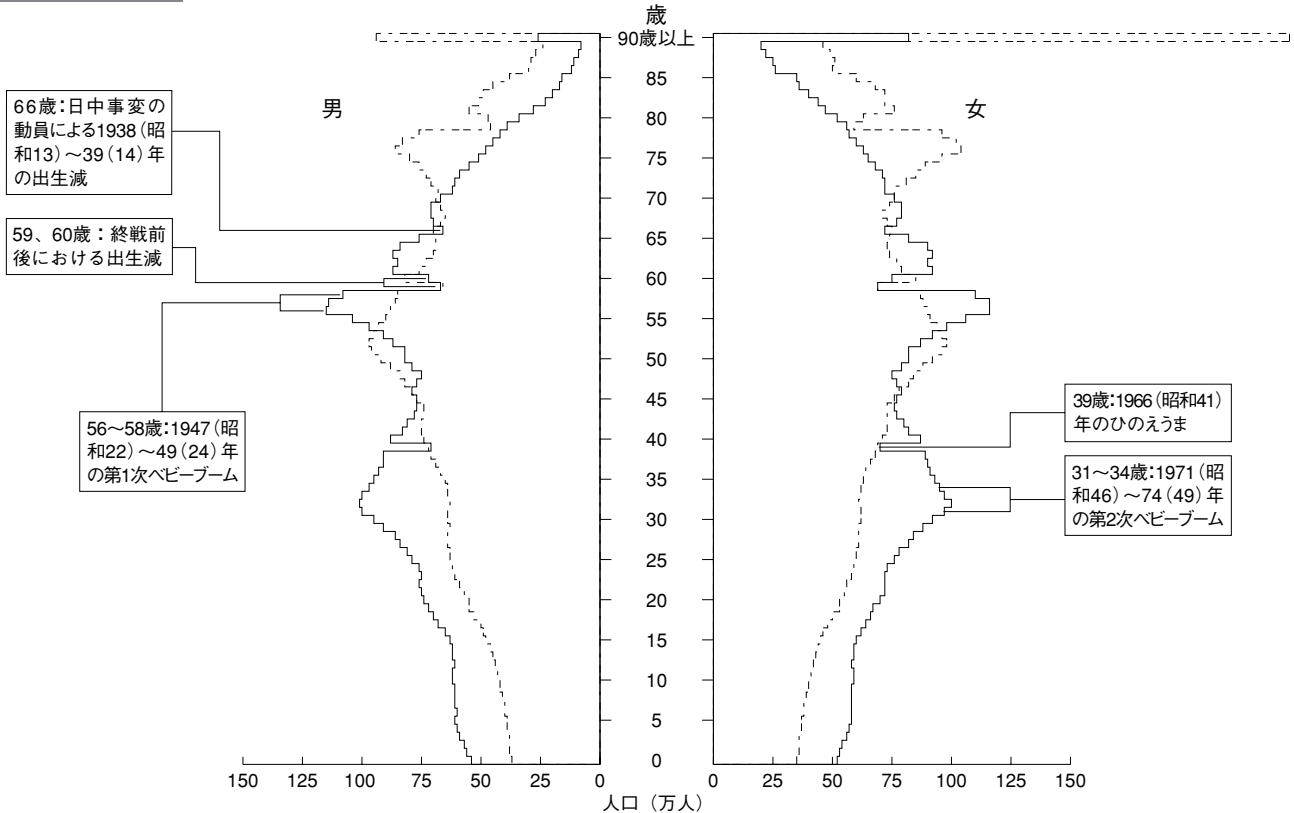 歳
90歳以上
85
80
75
70
65
60
55
50
45
40
35
30
25
20
15
10
5
0
男
女
66歳:日中事変の
動員による1938(昭
和13)～39(14)年
の出生減
59、60歳:終戦前
後における出生減
56～58歳:1947(昭
和22)～49(24)年
の第1次ベビーブーム
39歳:1966(昭和41)
年のひのえうま
31～34歳:1971(昭
和46)～74(49)年
の第2次ベビーブーム
150 125 100 75 50 25 0
0 25 50 75 100 125 150
人口(万人)